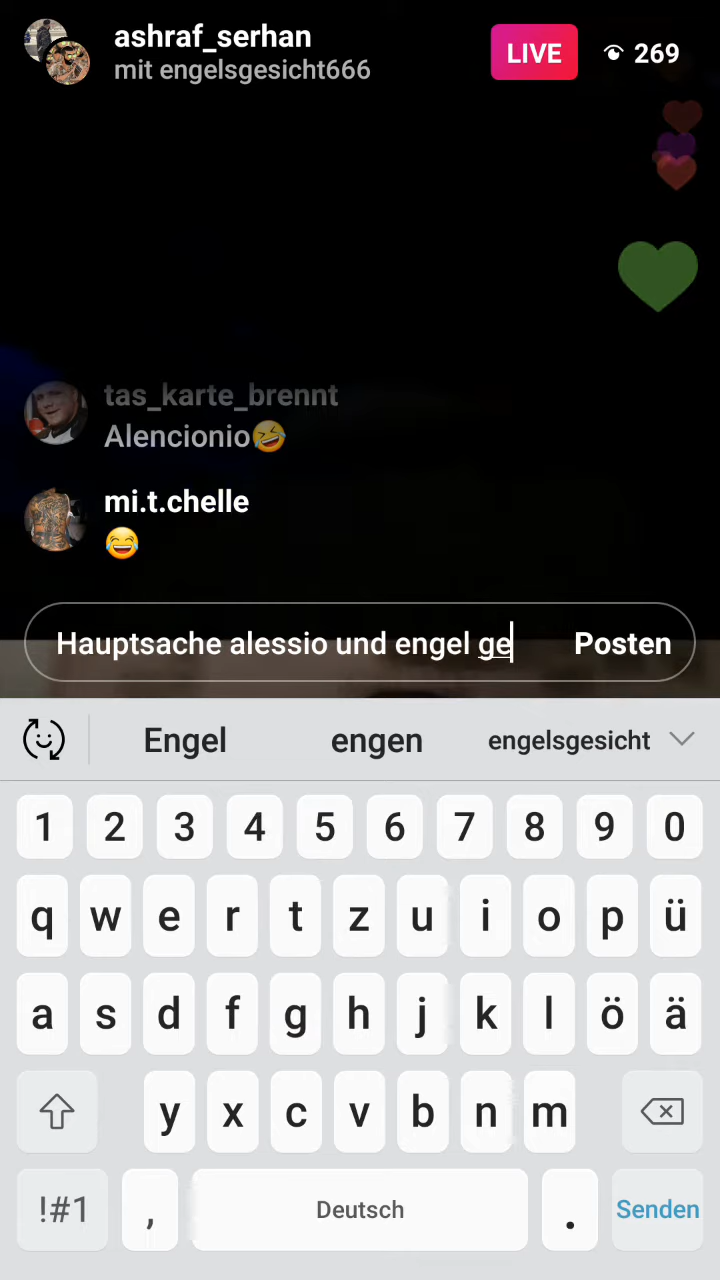 ashraf_serhan
mit engelsgesicht666
LIVE
269
tas_karte_brennt
Alencionio🤣
mi.t.chelle
😂
Hauptsache alessio und engel ge
Posten
Engel engen engelsgesicht
1 2 3 4 5 6 7 8 9 0
q w e r t z u i o p ü
a s d f g h j k l ö ä
y x c v b n m
!#1 , Deutsch . Senden